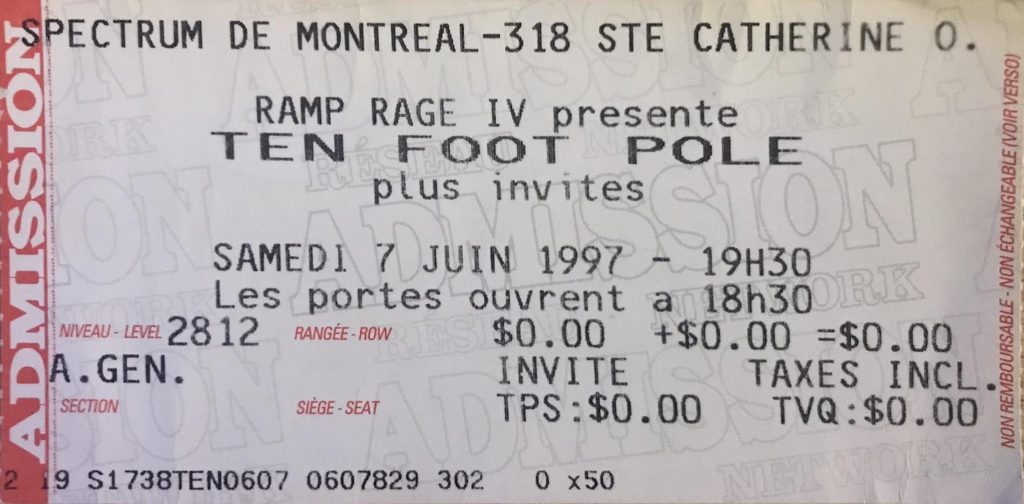 SPECTRUM DE MONTREAL-318 STE CATHERINE O.
RAMP RAGE IV presente
TEN FOOT POLE
plus invites
SAMEDI 7 JUIN 1997 - 19H30
Les portes ouvrent a 18h30
NIVEAU - LEVEL 2812 RANGÉE - ROW $0.00 +$0.00 =$0.00
A.GEN. INVITE TAXES INCL.
SECTION SIÈGE - SEAT TPS:$0.00 TVQ:$0.00
2 19 S1738TEN0607 0607829 302 0 x50
ADMISSION
NON REMBOURSABLE - NON ÉCHANGEABLE (VOIR VERSO)
RÉSEAU
ADMISSION
NETWORK